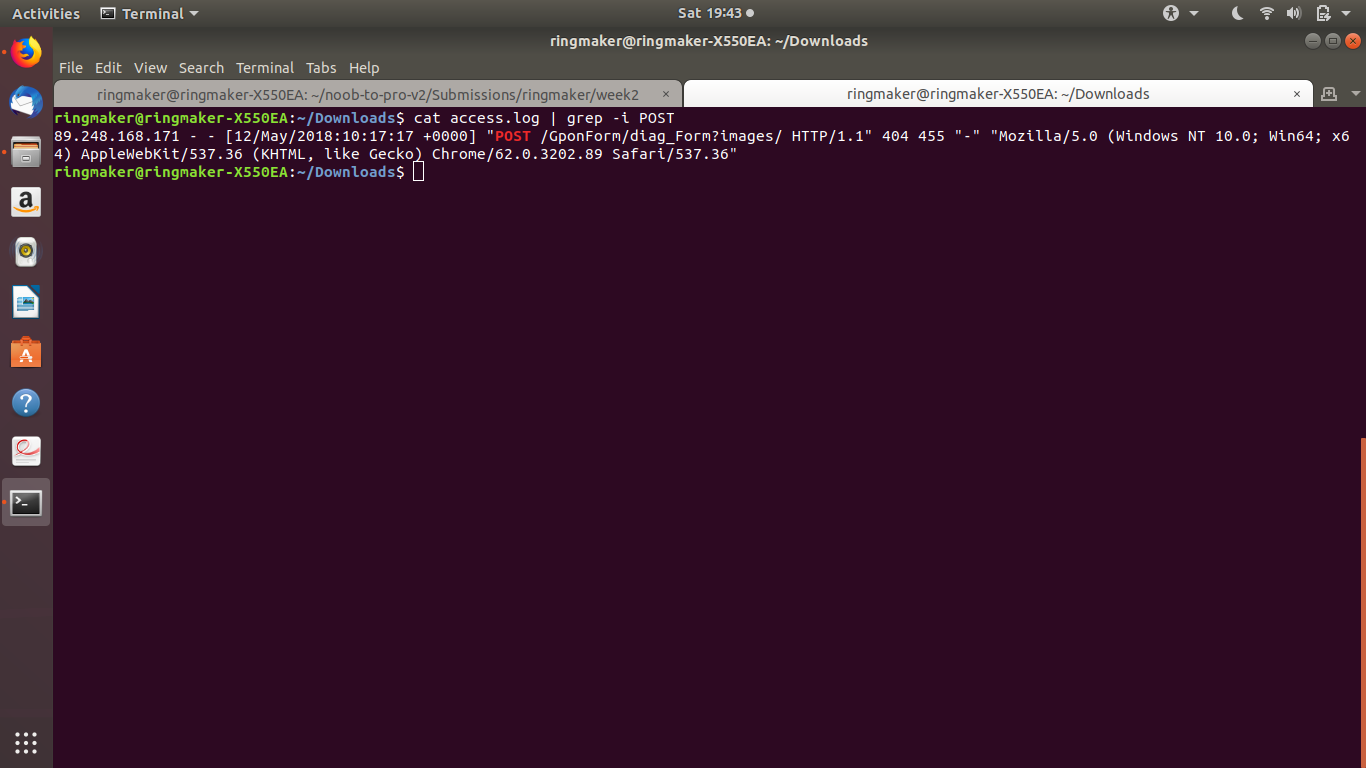 Activities Terminal Sat 19:43
ringmaker@ringmaker-X550EA: ~/Downloads
File Edit View Search Terminal Tabs Help
ringmaker@ringmaker-X550EA: ~/noob-to-pro-v2/Submissions/ringmaker/week2 × ringmaker@ringmaker-X550EA: ~/Downloads ×
ringmaker@ringmaker-X550EA:~/Downloads$ cat access.log | grep -i POST
89.248.168.171 - - [12/May/2018:10:17:17 +0000] "POST /GponForm/diag_Form?images/ HTTP/1.1" 404 455 "-" "Mozilla/5.0 (Windows NT 10.0; Win64; x6
4) AppleWebKit/537.36 (KHTML, like Gecko) Chrome/62.0.3202.89 Safari/537.36"
ringmaker@ringmaker-X550EA:~/Downloads$